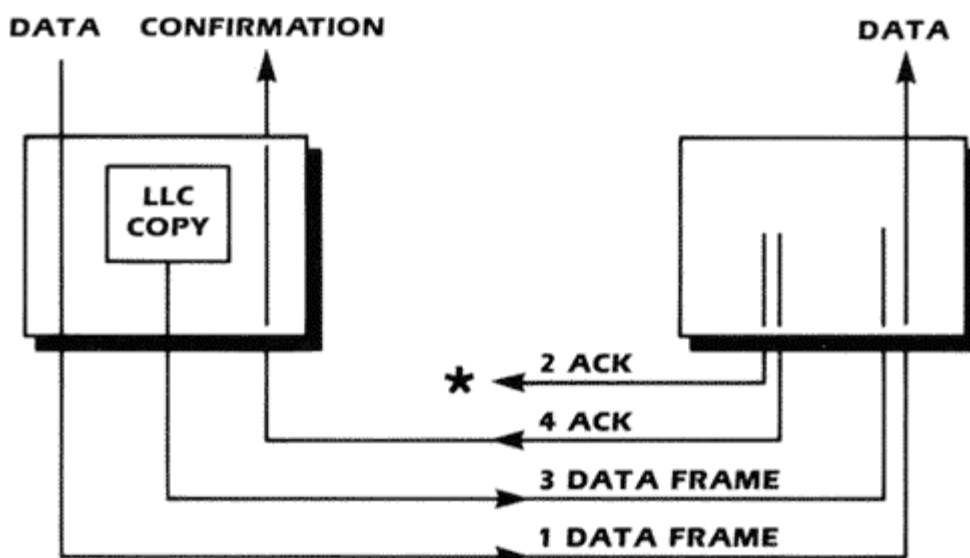 DATA CONFIRMATION DATA
LLC
COPY
2 ACK
*
4 ACK
3 DATA FRAME
1 DATA FRAME